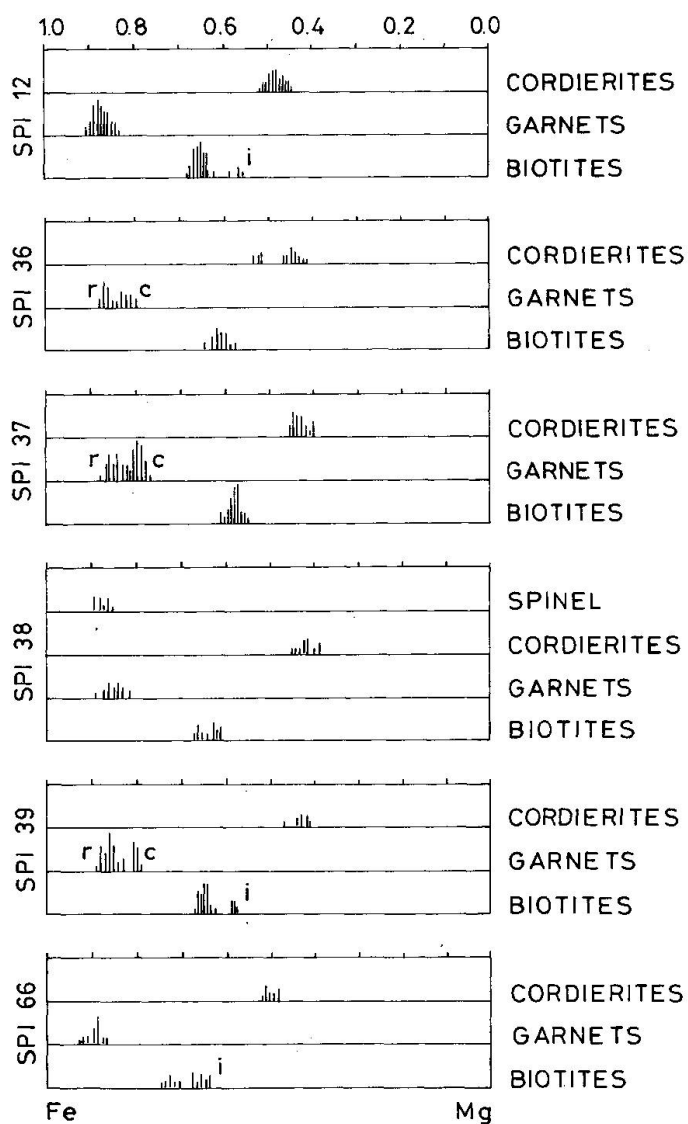 1.0 0.8 0.6 0.4 0.2 0.0
SPI 12
CORDIERITES
GARNETS
i
BIOTITES
SPI 36
CORDIERITES
r c
GARNETS
BIOTITES
SPI 37
CORDIERITES
r c
GARNETS
BIOTITES
SPI 38
SPINEL
CORDIERITES
GARNETS
BIOTITES
SPI 39
CORDIERITES
r c
GARNETS
i
BIOTITES
SPI 66
CORDIERITES
GARNETS
i
BIOTITES
Fe Mg